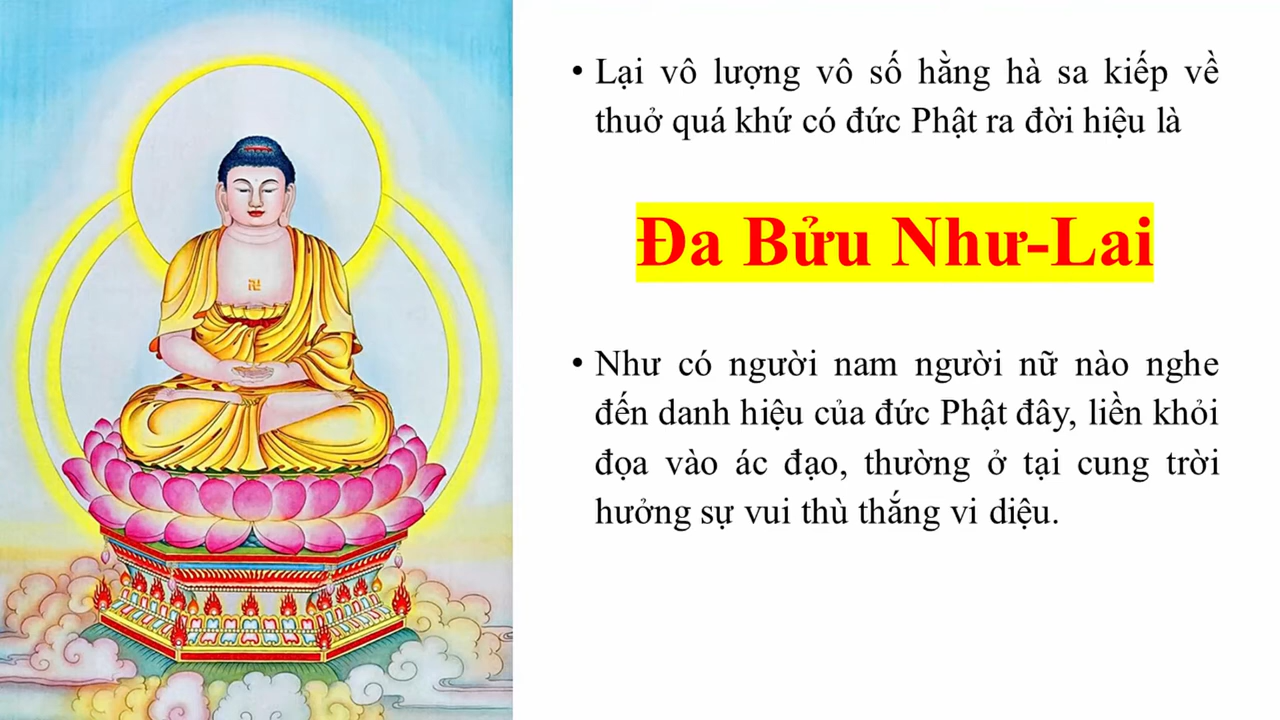 • Lại vô lượng vô số hằng hà sa kiếp về
thuở quá khứ có đức Phật ra đời hiệu là
Đa Bửu Như-Lai
• Như có người nam người nữ nào nghe
đến danh hiệu của đức Phật đây, liền khỏi
đọa vào ác đạo, thường ở tại cung trời
hưởng sự vui thù thắng vi diệu.